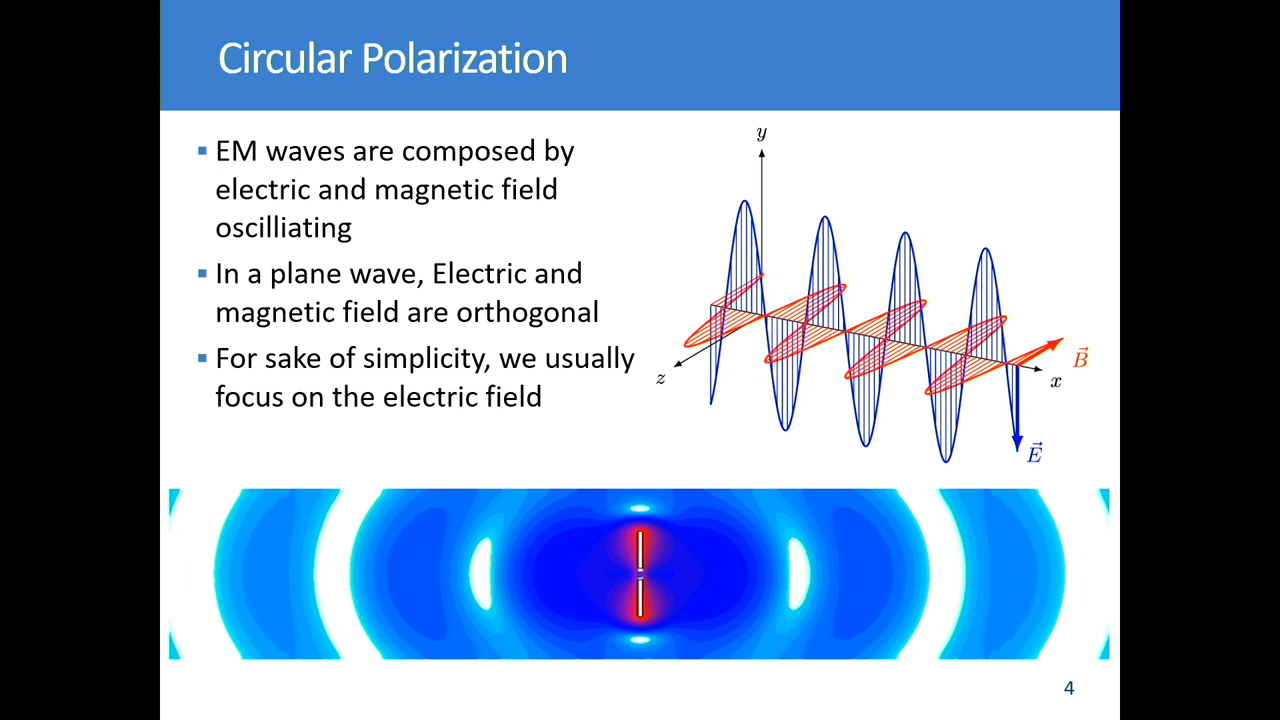 Circular Polarization
EM waves are composed by
electric and magnetic field
oscilliating
In a plane wave, Electric and
magnetic field are orthogonal
For sake of simplicity, we usually
focus on the electric field
y
z
x
B⃗
E⃗
4